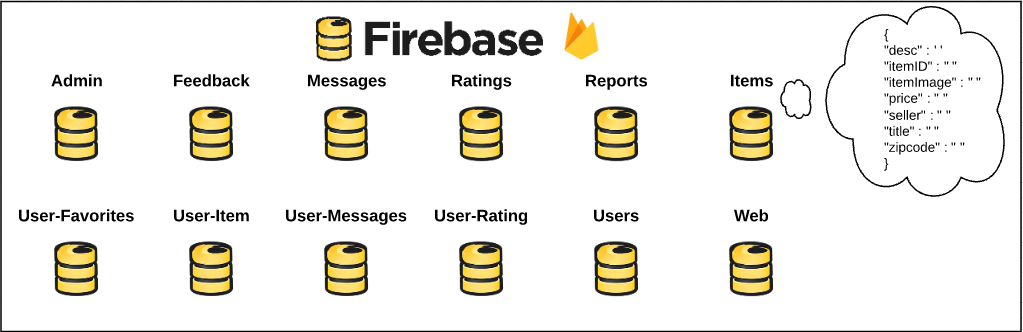 Firebase
Admin Feedback Messages Ratings Reports Items
{
"desc" : ' '
"itemID" : " "
"itemImage" : " "
"price" : " "
"seller" : " "
"title" : " "
"zipcode" : " "
}
User-Favorites User-Item User-Messages User-Rating Users Web